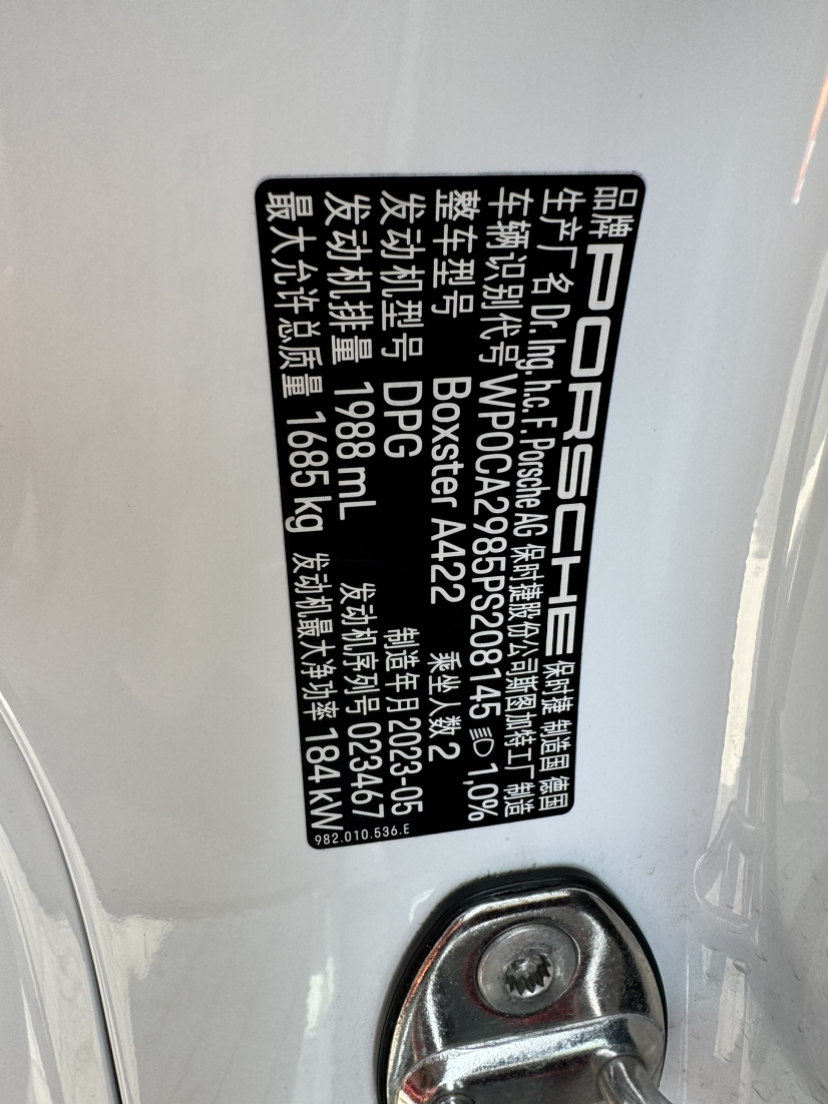 品牌 PORSCHE 保时捷 制造国 德国
生产厂名 Dr. Ing. h.c. F. Porsche AG 保时捷股份公司斯图加特工厂 制造
车辆识别代号 WP0CA2985PS208145 1,0%
整车型号 Boxster A422 乘坐人数 2
发动机型号 DPG 制造年月 2023-05
发动机排量 1988 mL 发动机序列号 023467
最大允许总质量 1685 kg 发动机最大净功率 184 kW
982.010.536.E